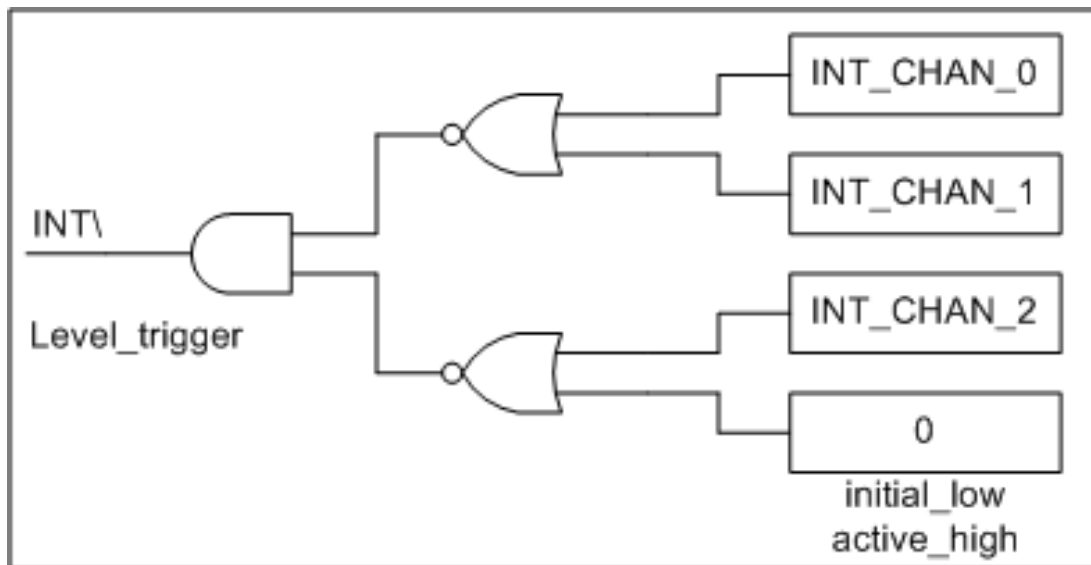 INT_CHAN_0
INT_CHAN_1
INT\
INT_CHAN_2
Level_trigger
0
initial_low
active_high